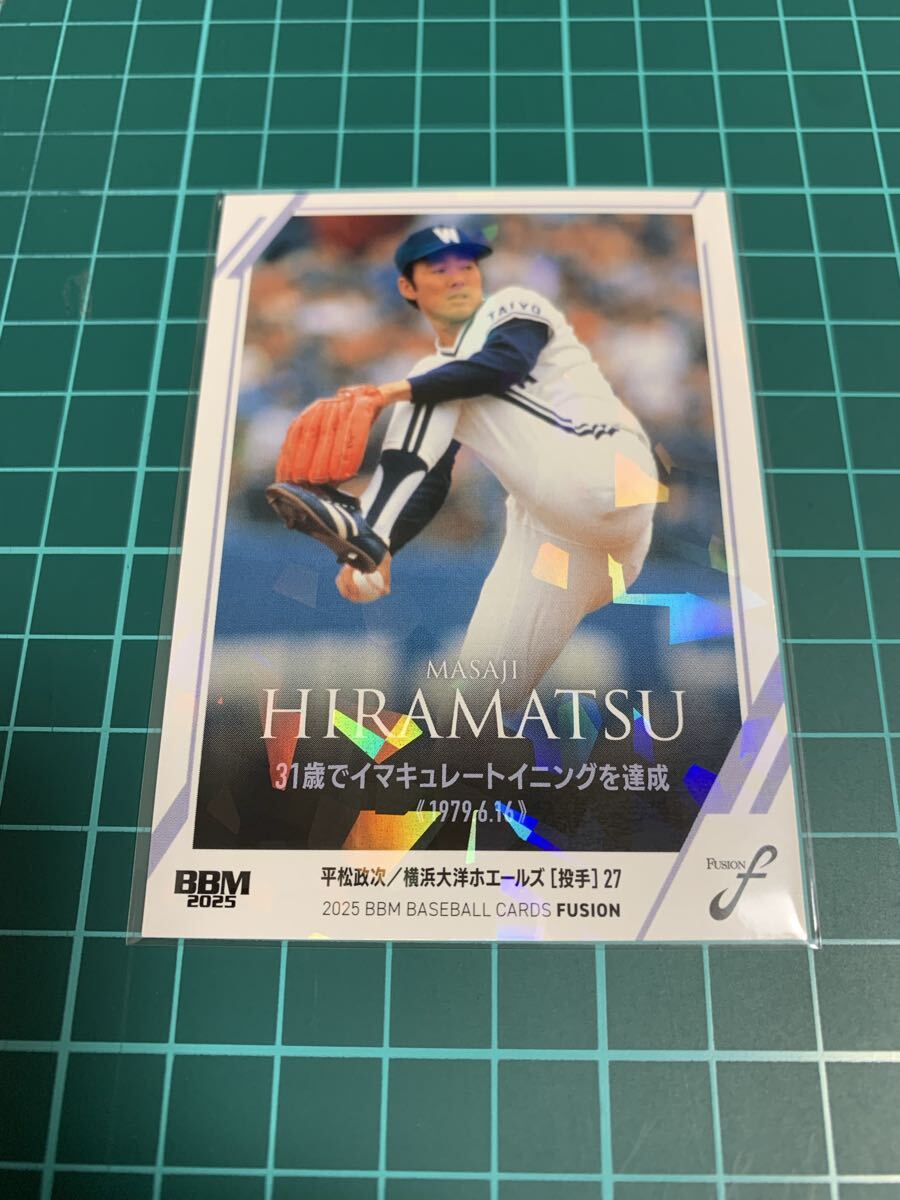 W
TAIYO
MASAJI
HIRAMATSU
31歳でイマキュレートイニングを達成
《1979.6.16》
BBM
2025
平松政次/横浜大洋ホエールズ[投手]27
2025 BBM BASEBALL CARDS FUSION
FUSION
f